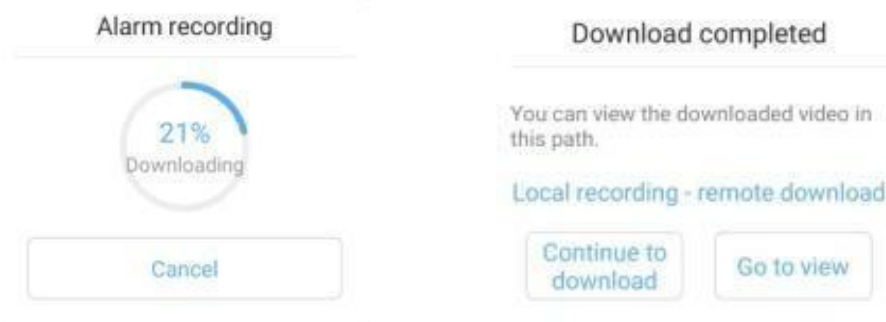 Alarm recording
21%
Downloading
Cancel
Download completed
You can view the downloaded video in
this path.
Local recording - remote download
Continue to
download
Go to view